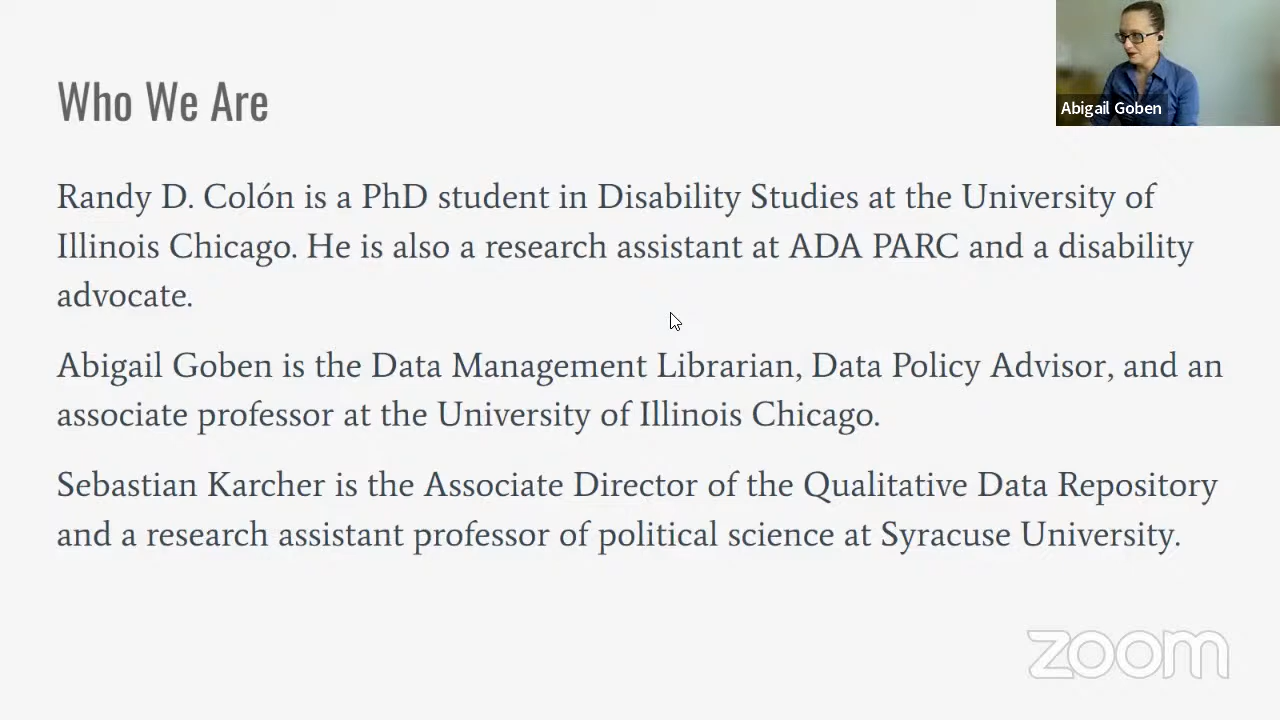 Who We Are
Abigail Goben
Randy D. Colón is a PhD student in Disability Studies at the University of
Illinois Chicago. He is also a research assistant at ADA PARC and a disability
advocate.
Abigail Goben is the Data Management Librarian, Data Policy Advisor, and an
associate professor at the University of Illinois Chicago.
Sebastian Karcher is the Associate Director of the Qualitative Data Repository
and a research assistant professor of political science at Syracuse University.
zoom